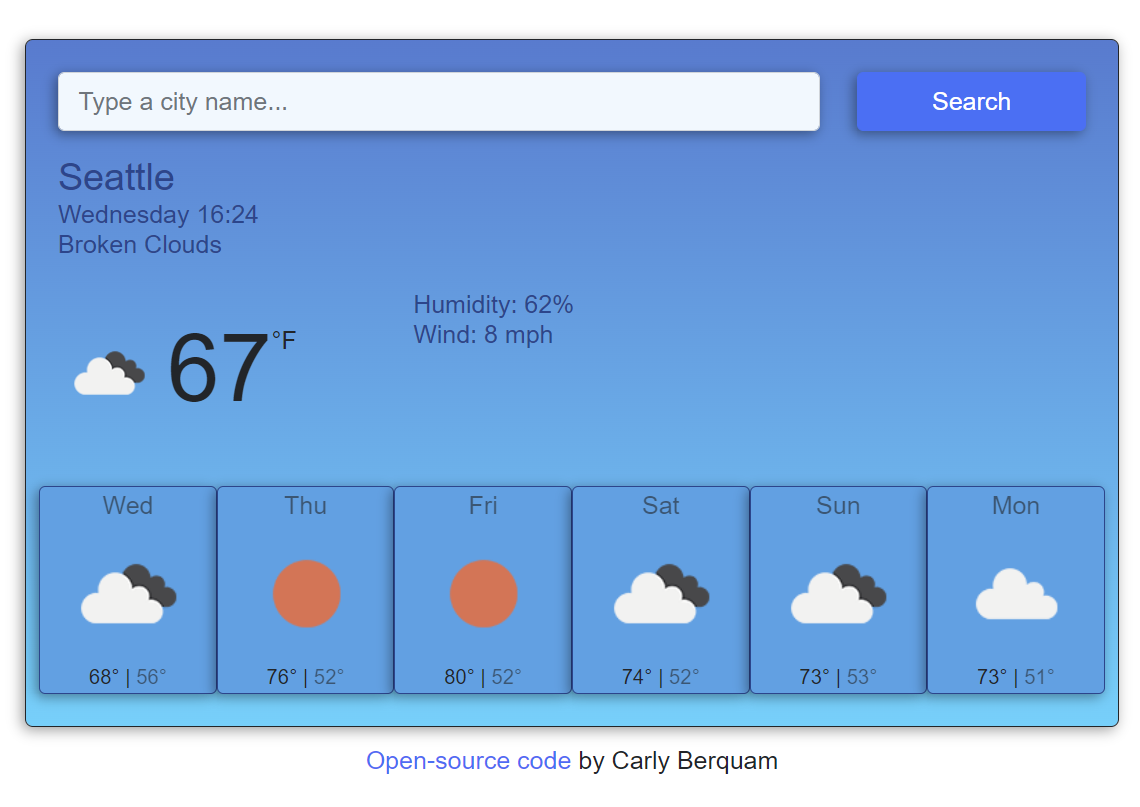 Type a city name...
Search
Seattle
Wednesday 16:24
Broken Clouds
Humidity: 62%
Wind: 8 mph
67°F
Wed
Thu
Fri
Sat
Sun
Mon
68° | 56°
76° | 52°
80° | 52°
74° | 52°
73° | 53°
73° | 51°
Open-source code by Carly Berquam